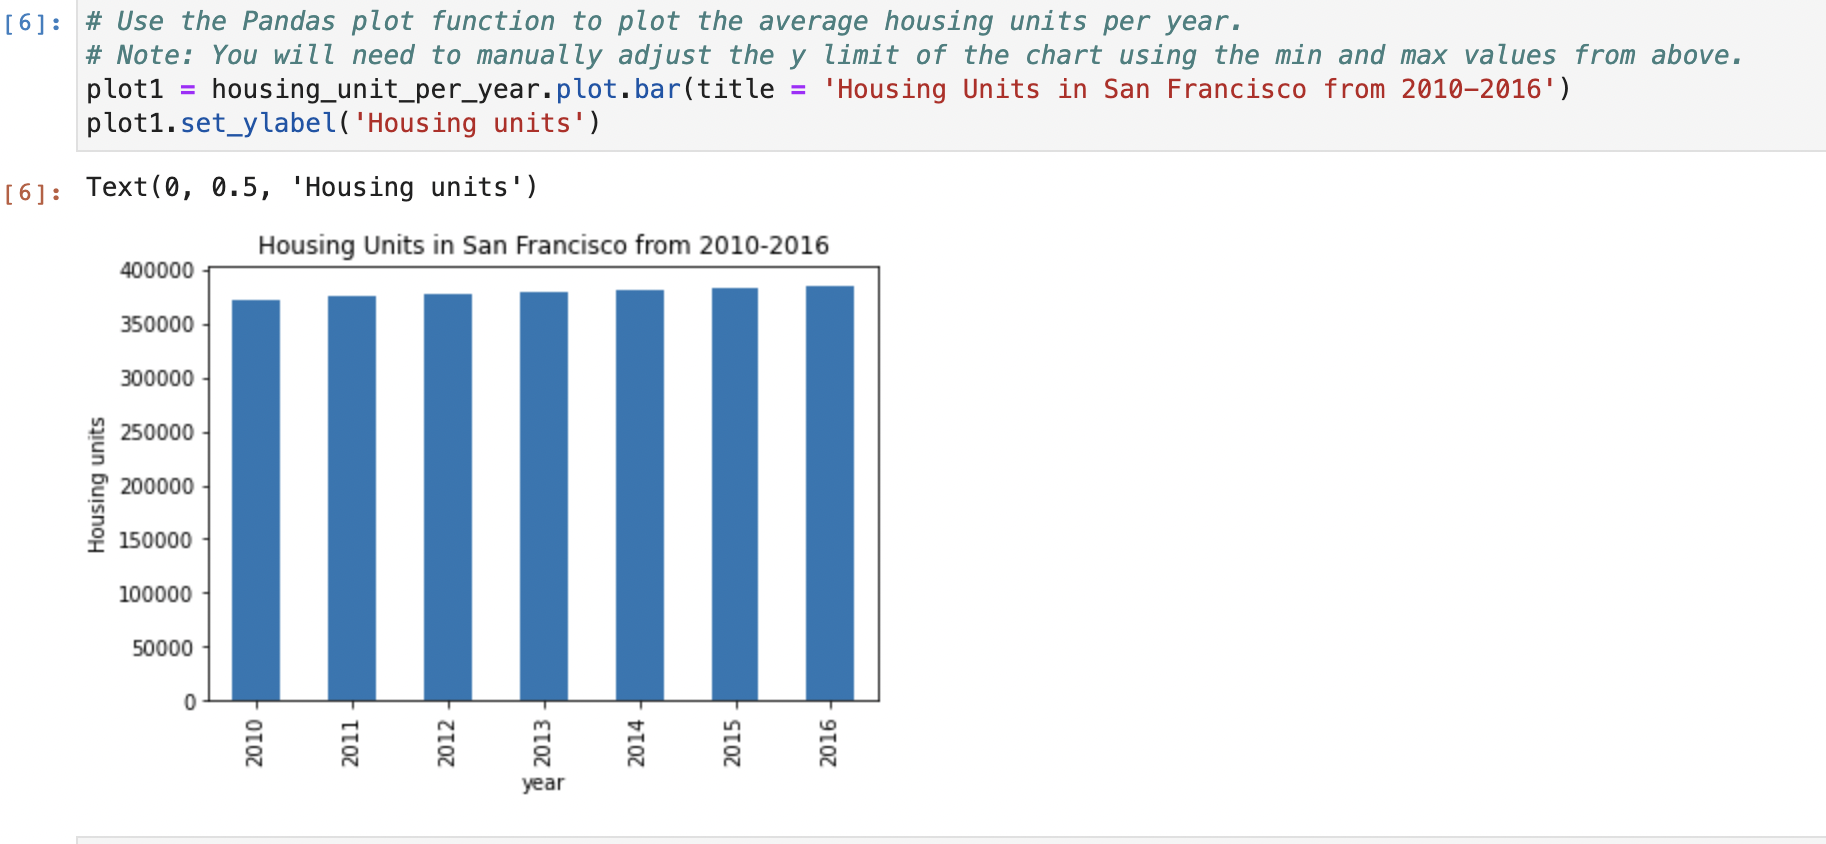 [6]: # Use the Pandas plot function to plot the average housing units per year.
# Note: You will need to manually adjust the y limit of the chart using the min and max values from above.
plot1 = housing_unit_per_year.plot.bar(title = 'Housing Units in San Francisco from 2010–2016')
plot1.set_ylabel('Housing units')
[6]: Text(0, 0.5, 'Housing units')
Housing Units in San Francisco from 2010-2016
400000
350000
300000
250000
200000
150000
100000
50000
0
Housing units
2010 2011 2012 2013 2014 2015 2016
year